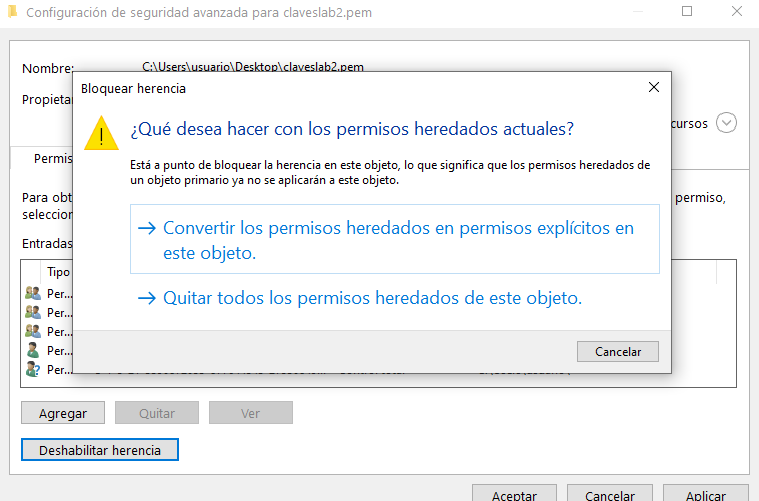 Configuración de seguridad avanzada para claveslab2.pem
Nombre: C:\Users\usuario\Desktop\claveslab2.pem
Bloquear herencia
¿Qué desea hacer con los permisos heredados actuales?
Está a punto de bloquear la herencia en este objeto, lo que significa que los permisos heredados de
un objeto primario ya no se aplicarán a este objeto.
Convertir los permisos heredados en permisos explícitos en
este objeto.
Quitar todos los permisos heredados de este objeto.
Cancelar
Propietar
cursos
Permis
Para obt permiso,
seleccion
Entradas
Tipo
Per...
Per...
Per...
Per...
Per...
Agregar Quitar Ver
Deshabilitar herencia
Aceptar Cancelar Aplicar